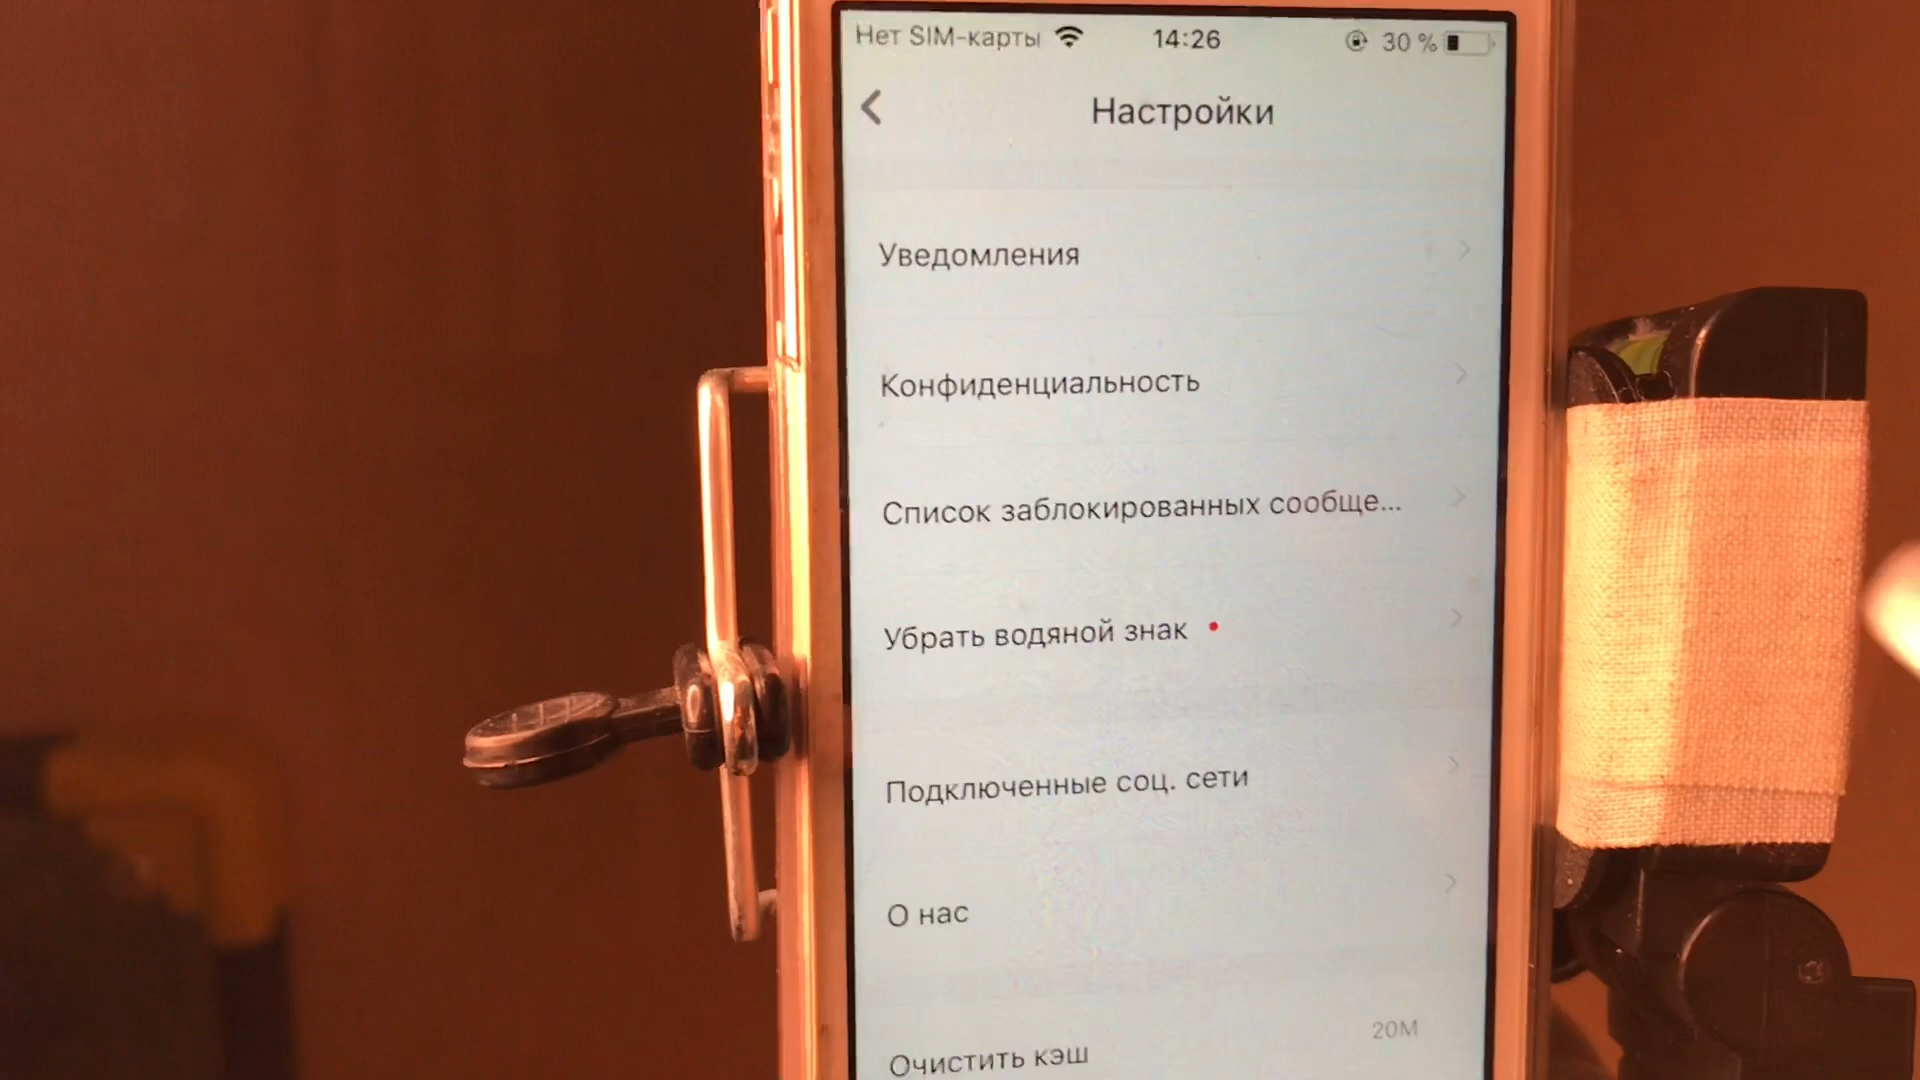 Нет SIM-карты 14:26 30 %
Настройки
Уведомления
Конфиденциальность
Список заблокированных сообще...
Убрать водяной знак
Подключенные соц. сети
О нас
20M
Очистить кэш